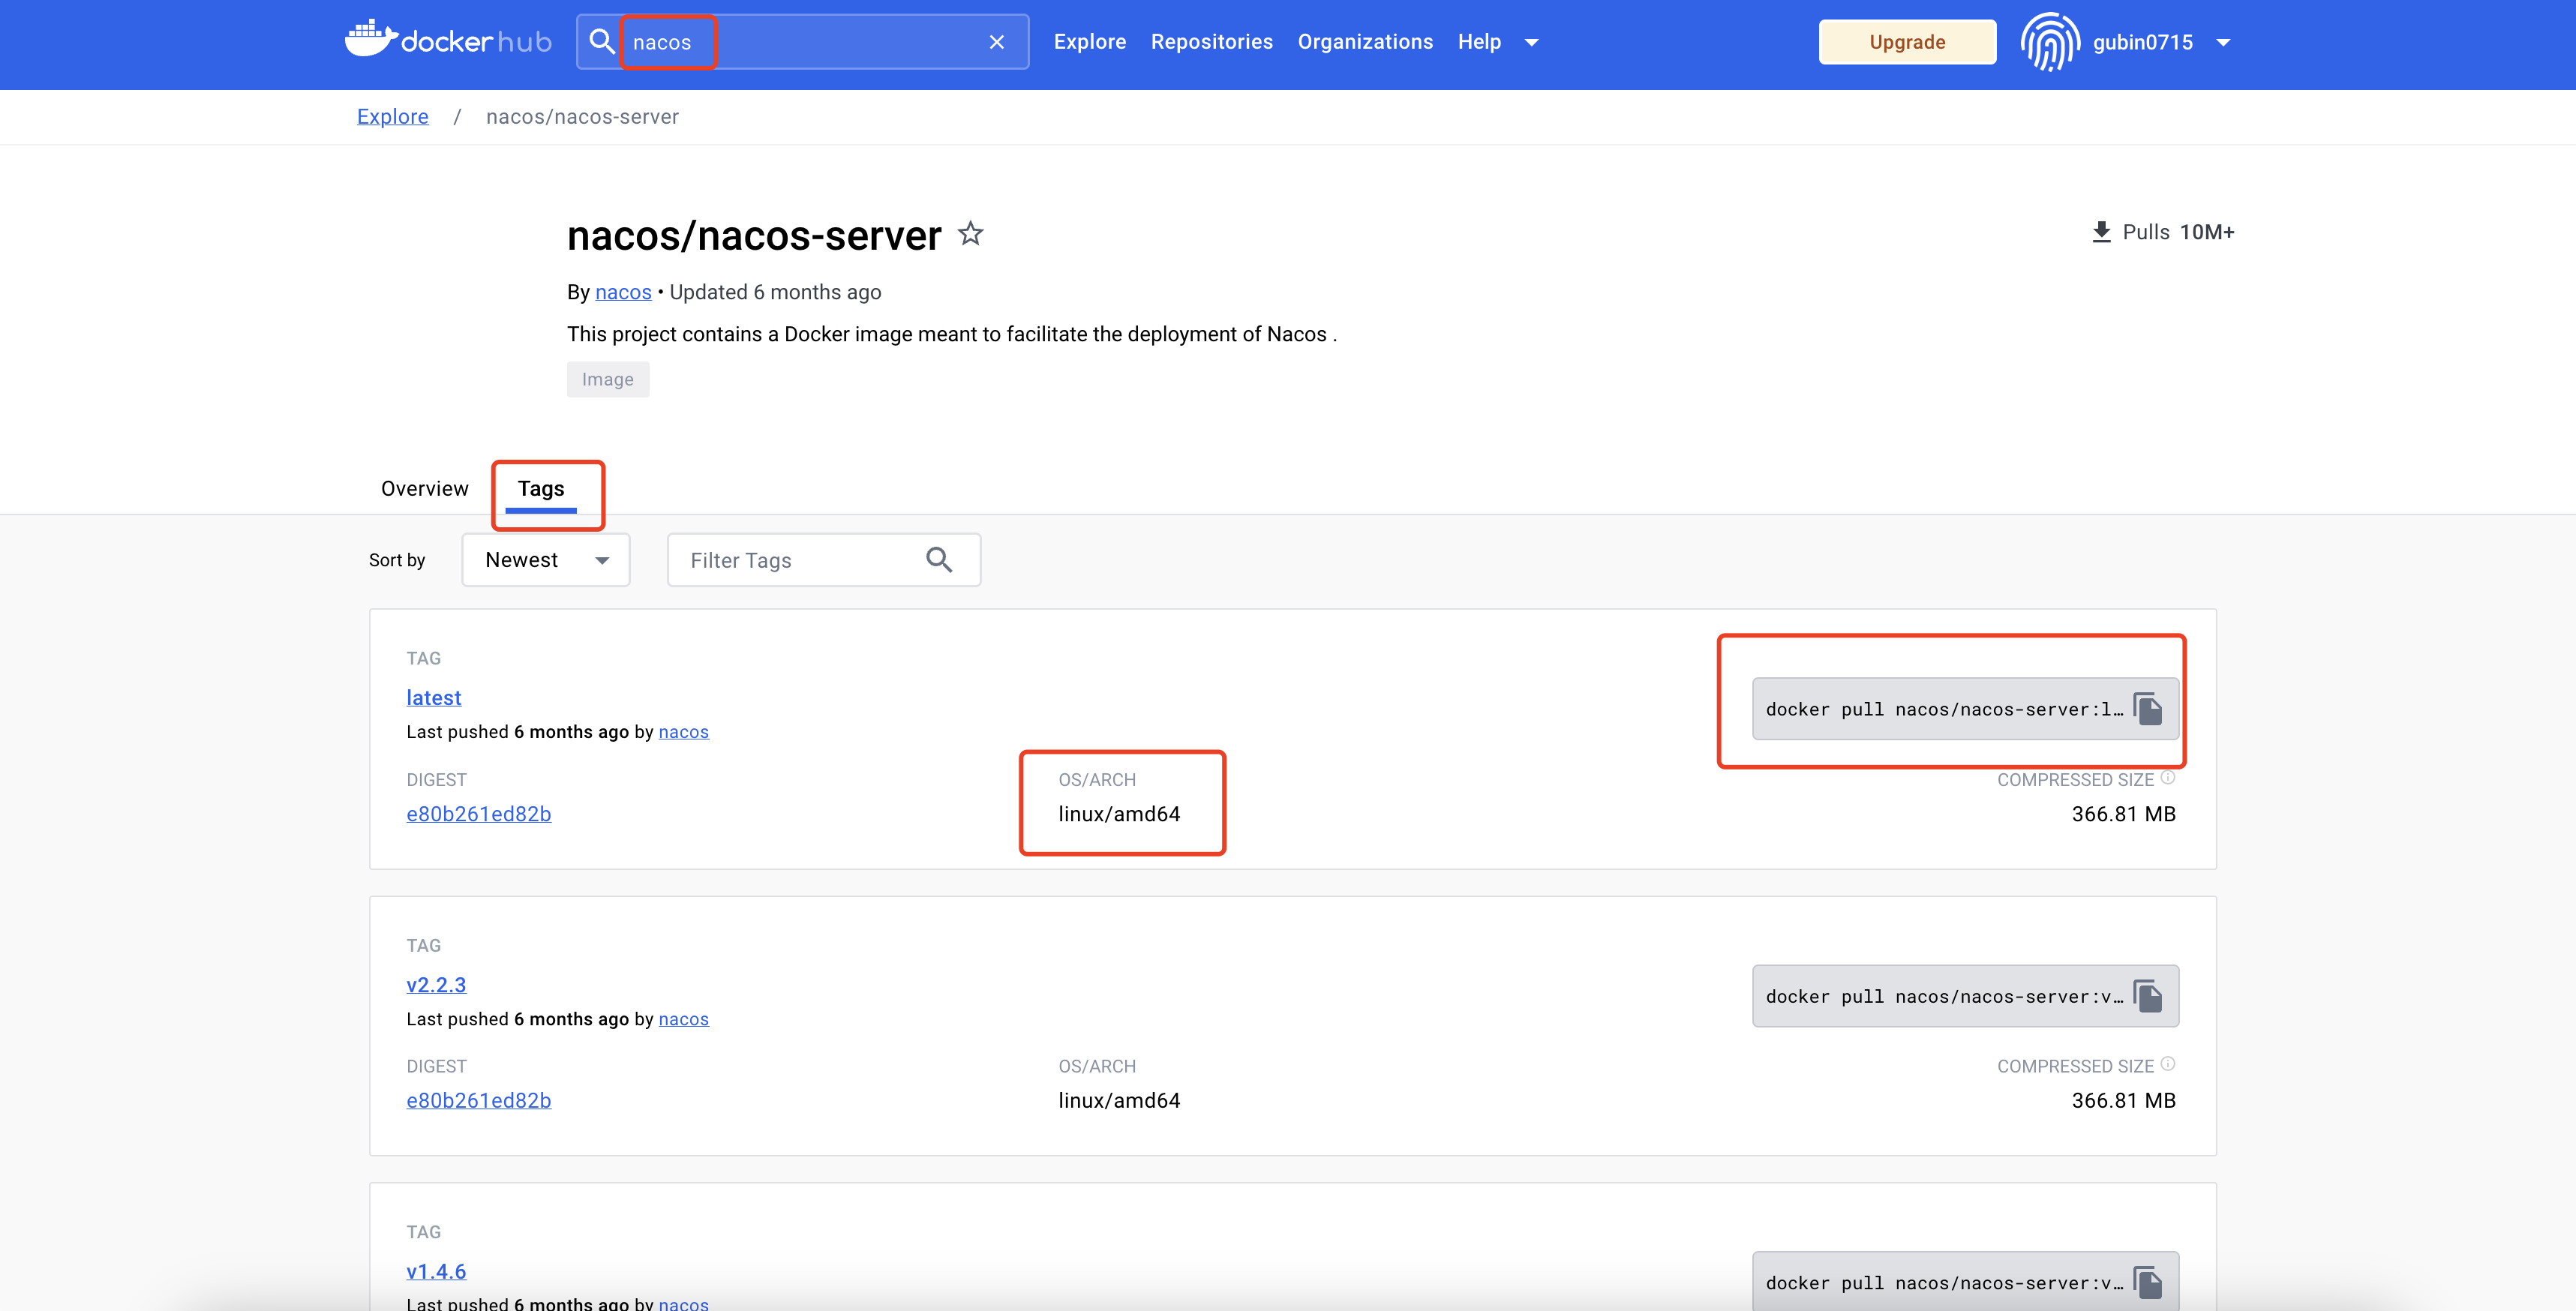 docker hub nacos Explore Repositories Organizations Help Upgrade gubin0715
Explore / nacos/nacos-server
nacos/nacos-server
Pulls 10M+
By nacos • Updated 6 months ago
This project contains a Docker image meant to facilitate the deployment of Nacos .
Image
Overview Tags
Sort by Newest Filter Tags
TAG
latest
docker pull nacos/nacos-server:l…
Last pushed 6 months ago by nacos
DIGEST OS/ARCH COMPRESSED SIZE
e80b261ed82b linux/amd64 366.81 MB
TAG
v2.2.3
docker pull nacos/nacos-server:v…
Last pushed 6 months ago by nacos
DIGEST OS/ARCH COMPRESSED SIZE
e80b261ed82b linux/amd64 366.81 MB
TAG
v1.4.6
docker pull nacos/nacos-server:v…
Last pushed 6 months ago by nacos